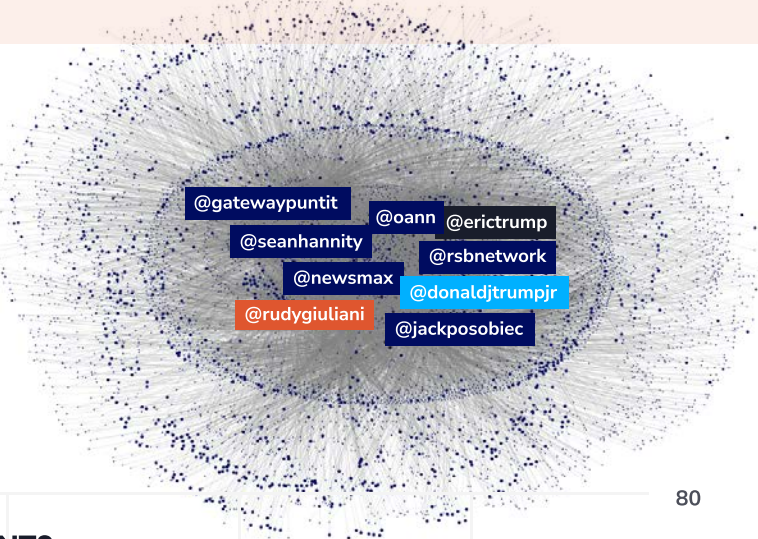 @gatewaypuntit
@oann
@erictrump
@seanhannity
@rsbnetwork
@newsmax
@donaldjtrumpjr
@rudygiuliani
@jackposobiec
80